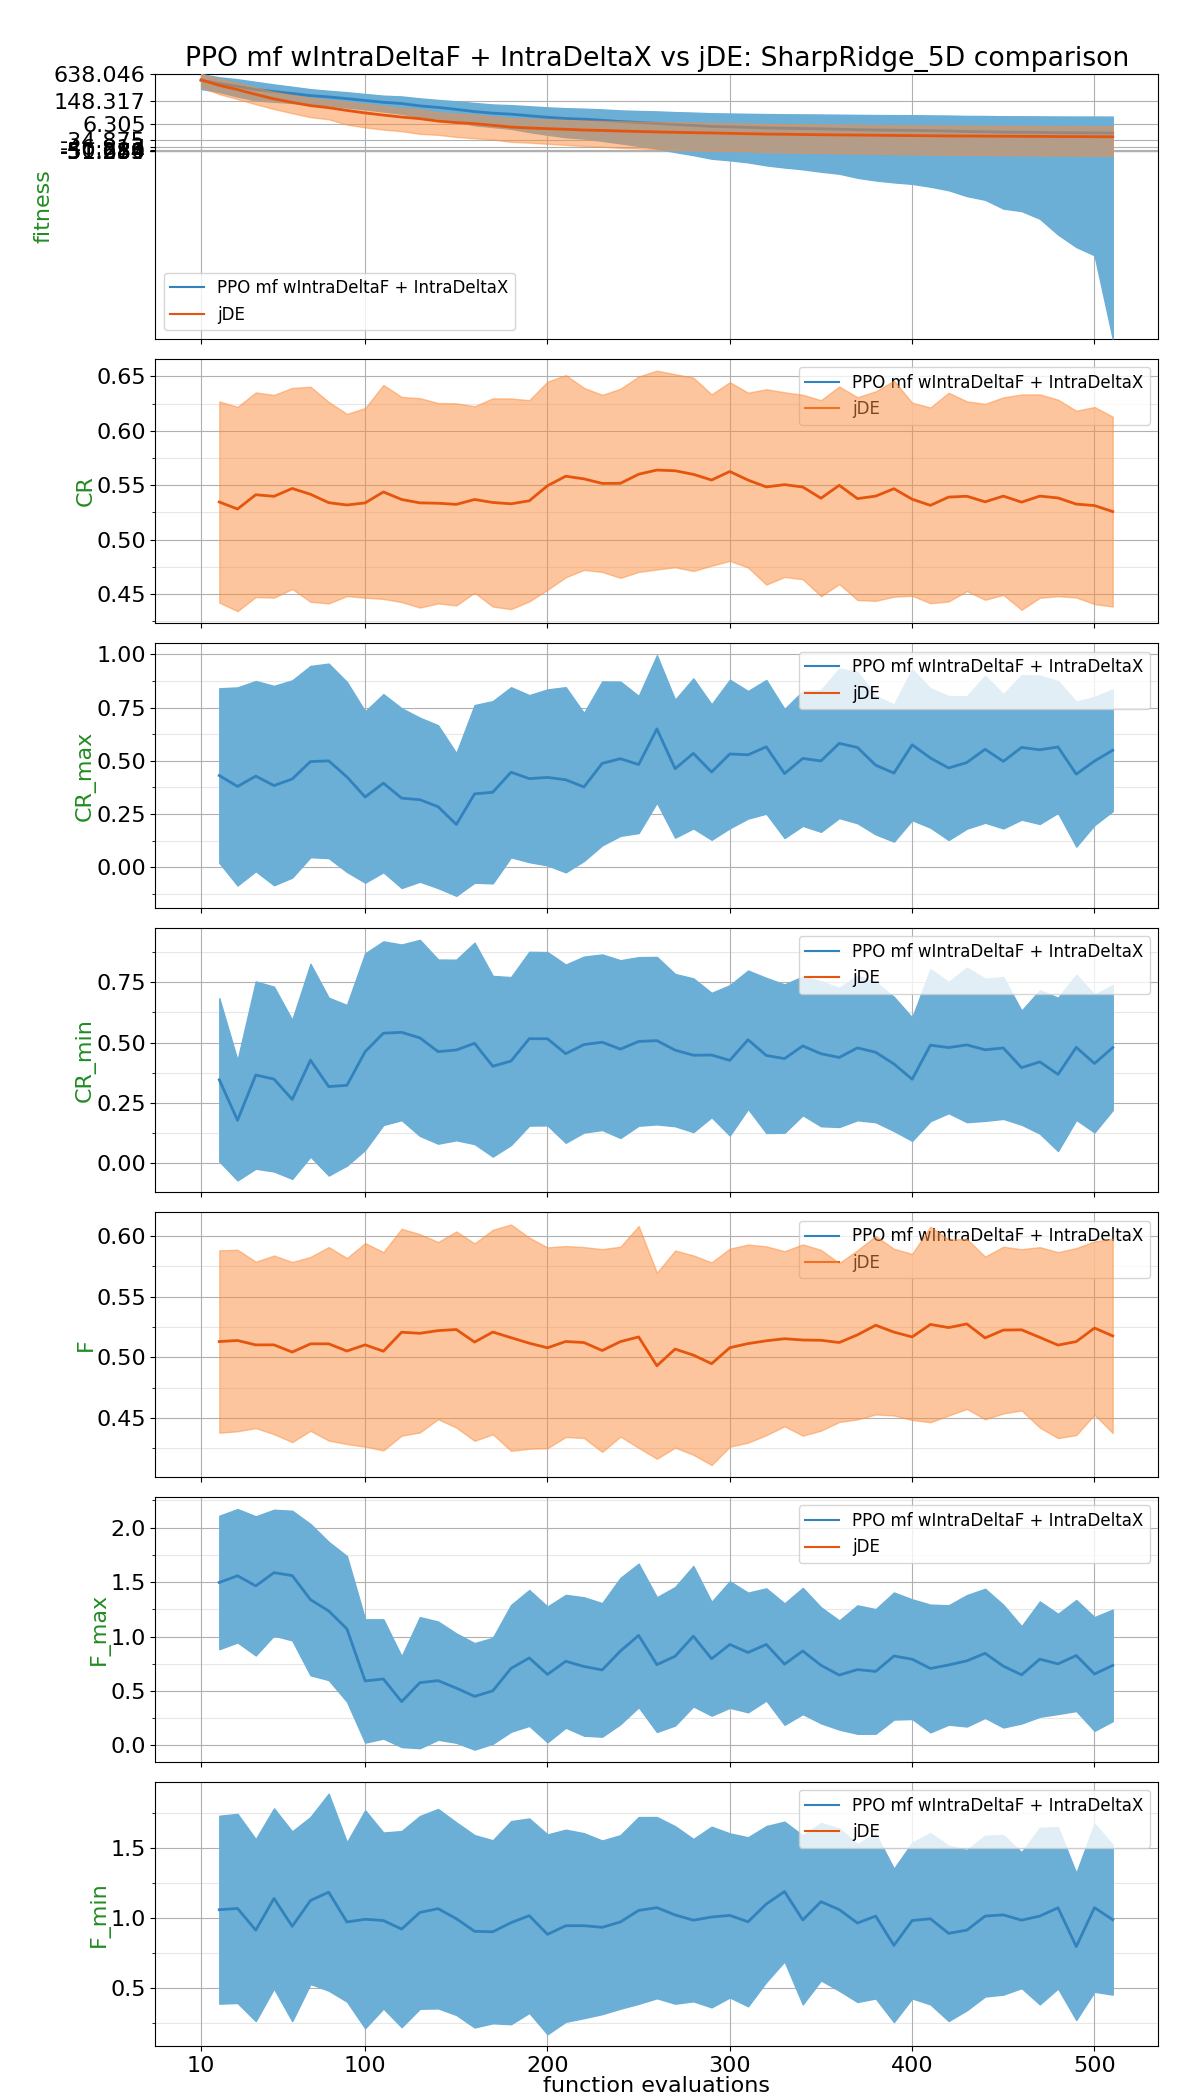 PPO mf wIntraDeltaF + IntraDeltaX vs jDE: SharpRidge_5D comparison
638.046
148.317
6.305
-34.875
fitness
PPO mf wIntraDeltaF + IntraDeltaX
jDE
0.65
0.60
0.55
0.50
0.45
CR
PPO mf wIntraDeltaF + IntraDeltaX
jDE
1.00
0.75
0.50
0.25
0.00
CR_max
PPO mf wIntraDeltaF + IntraDeltaX
jDE
0.75
0.50
0.25
0.00
CR_min
PPO mf wIntraDeltaF + IntraDeltaX
jDE
0.60
0.55
0.50
0.45
F
PPO mf wIntraDeltaF + IntraDeltaX
jDE
2.0
1.5
1.0
0.5
0.0
F_max
PPO mf wIntraDeltaF + IntraDeltaX
jDE
1.5
1.0
0.5
F_min
PPO mf wIntraDeltaF + IntraDeltaX
jDE
10 100 200 300 400 500
function evaluations